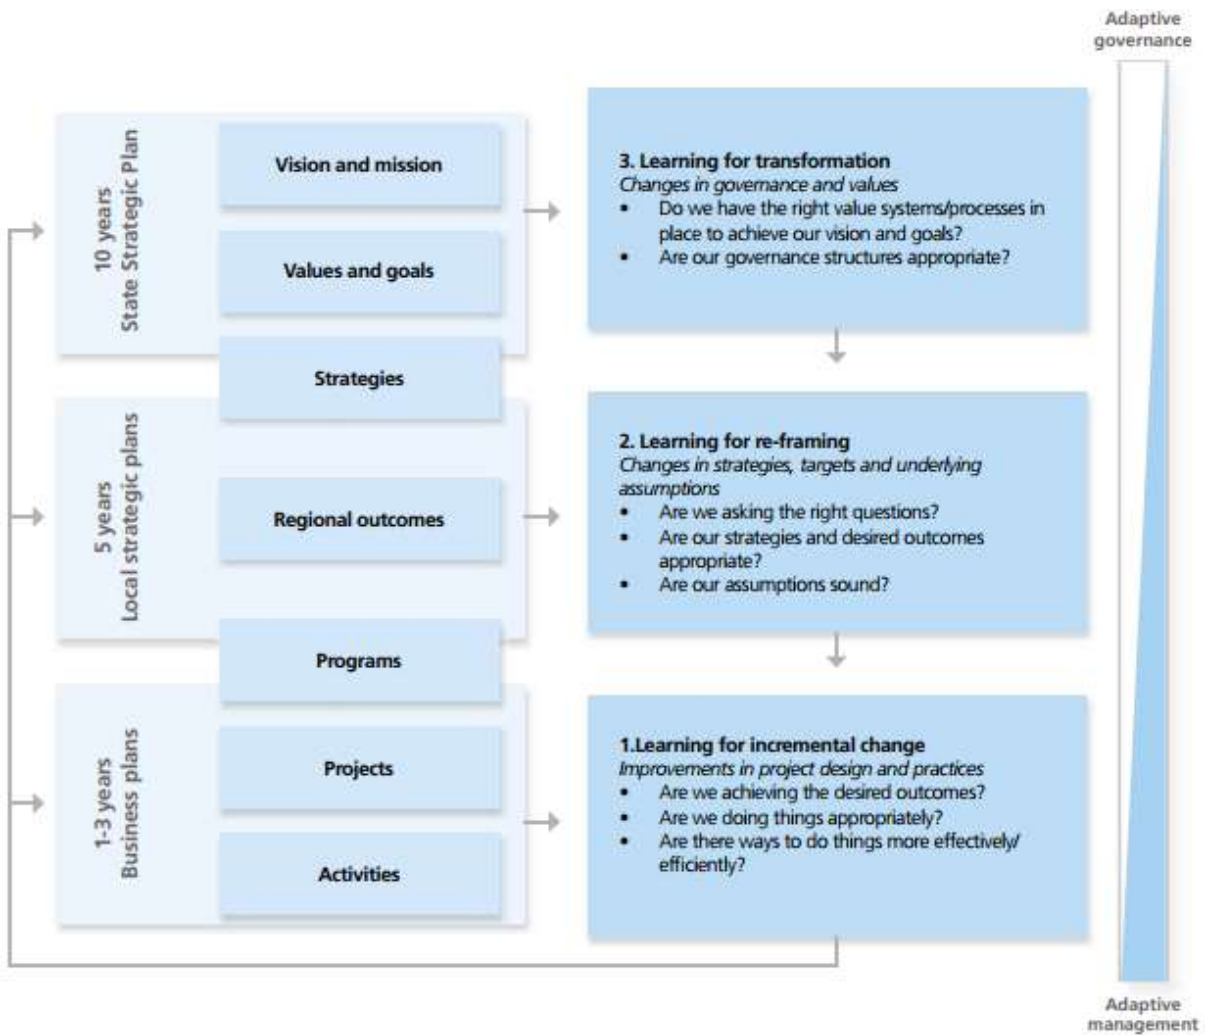 Adaptive
governance
10 years
State Strategic Plan
Vision and mission
Values and goals
Strategies
3. Learning for transformation
Changes in governance and values
• Do we have the right value systems/processes in
place to achieve our vision and goals?
• Are our governance structures appropriate?
5 years
Local strategic plans
Regional outcomes
Programs
2. Learning for re-framing
Changes in strategies, targets and underlying
assumptions
• Are we asking the right questions?
• Are our strategies and desired outcomes
appropriate?
• Are our assumptions sound?
1-3 years
Business plans
Projects
Activities
1.Learning for incremental change
Improvements in project design and practices
• Are we achieving the desired outcomes?
• Are we doing things appropriately?
• Are there ways to do things more effectively/
efficiently?
Adaptive
management